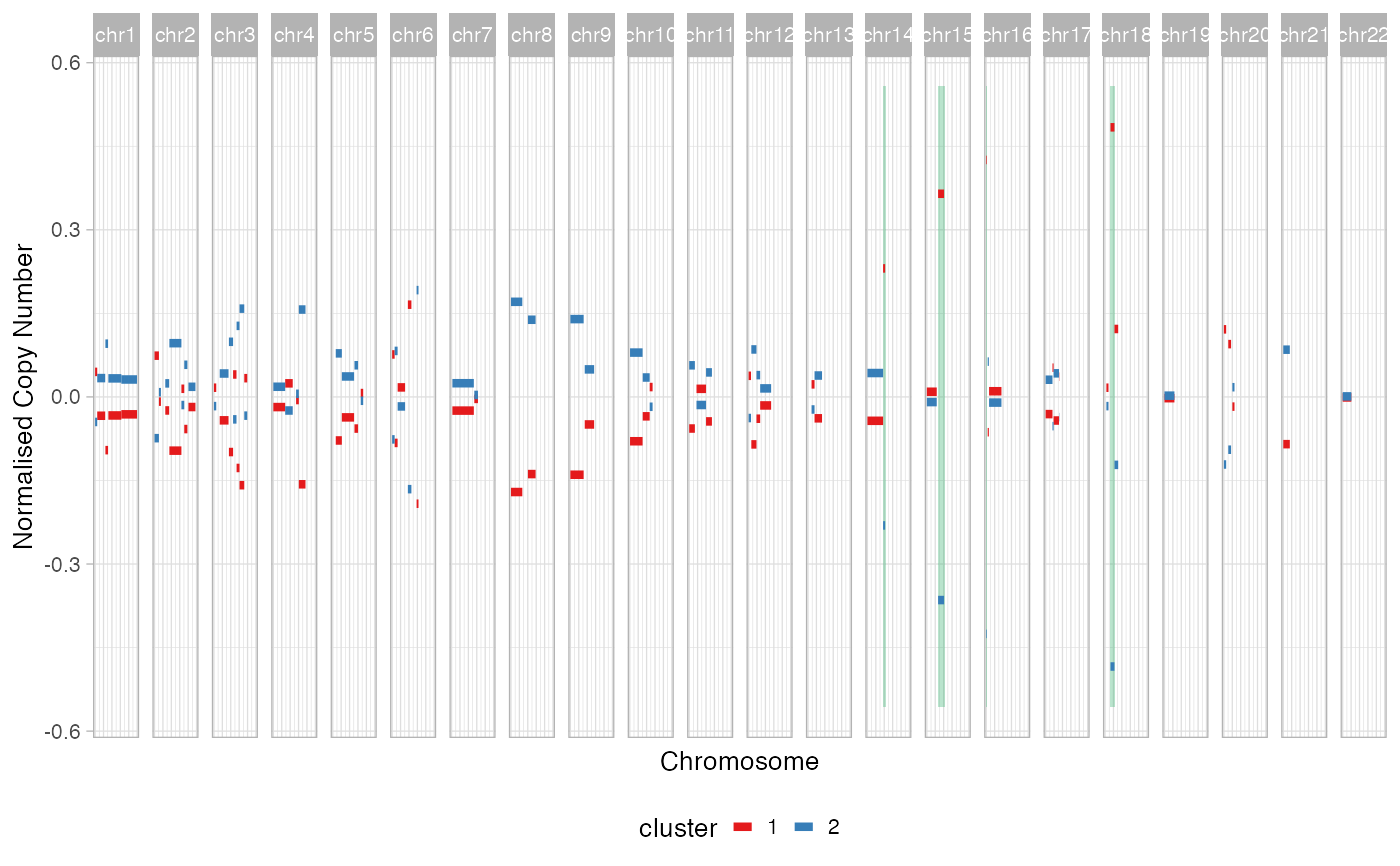 chr1 chr2 chr3 chr4 chr5 chr6 chr7 chr8 chr9 chr10 chr11 chr12 chr13 chr14 chr15 chr16 chr17 chr18 chr19 chr20 chr21 chr22
0.6
0.3
0.0
-0.3
-0.6
Normalised Copy Number
Chromosome
cluster 1 2